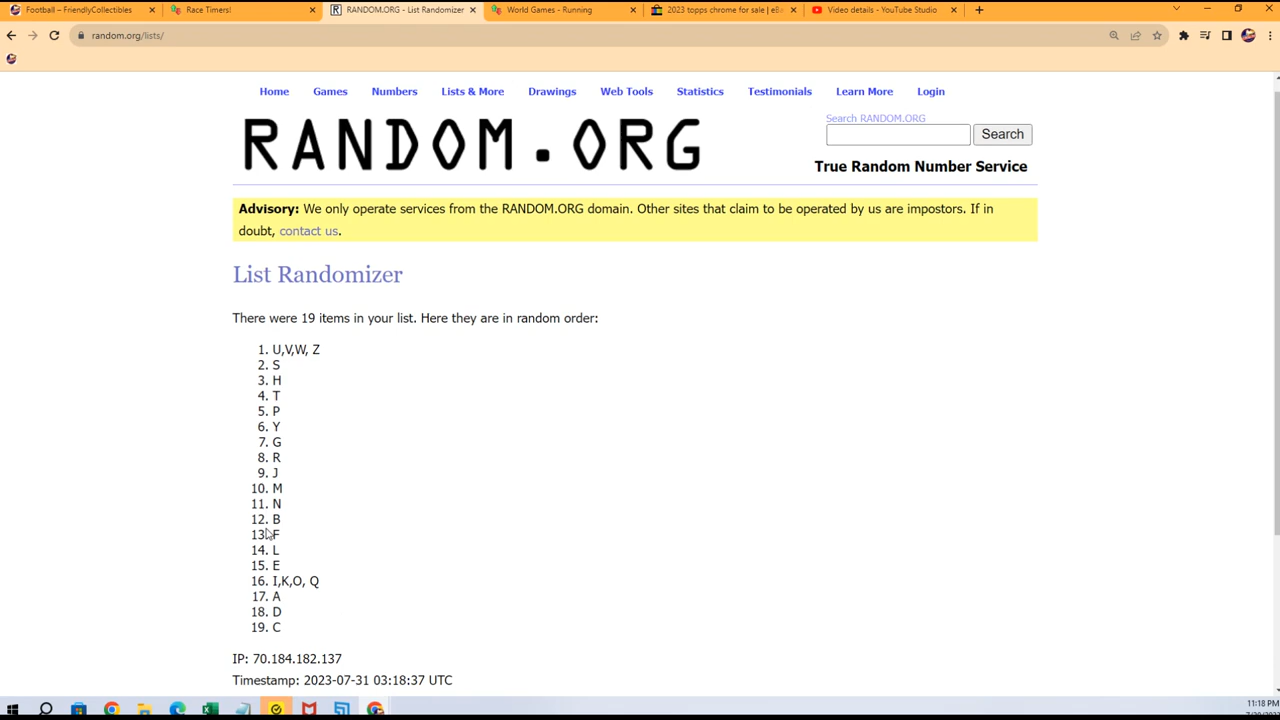 Football – FriendlyCollectibles
Race Timers!
RANDOM.ORG - List Randomizer
World Games - Running
2023 topps chrome for sale | eB
Video details - YouTube Studio
random.org/lists/
Home Games Numbers Lists & More Drawings Web Tools Statistics Testimonials Learn More Login
RANDOM.ORG
Search RANDOM.ORG
Search
True Random Number Service
Advisory: We only operate services from the RANDOM.ORG domain. Other sites that claim to be operated by us are impostors. If in
doubt, contact us.
List Randomizer
There were 19 items in your list. Here they are in random order:
1. U,V,W, Z
2. S
3. H
4. T
5. P
6. Y
7. G
8. R
9. J
10. M
11. N
12. B
13. F
14. L
15. E
16. I,K,O, Q
17. A
18. D
19. C
IP: 70.184.182.137
Timestamp: 2023-07-31 03:18:37 UTC
11:18 PM